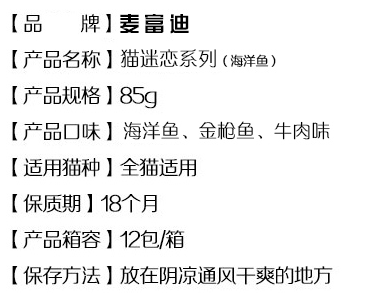 【品　　牌】麦富迪
【产品名称】猫迷恋系列（海洋鱼）
【产品规格】85g
【产品口味】海洋鱼、金枪鱼、牛肉味
【适用猫种】全猫适用
【保质期】18个月
【产品箱容】12包/箱
【保存方法】放在阴凉通风干爽的地方